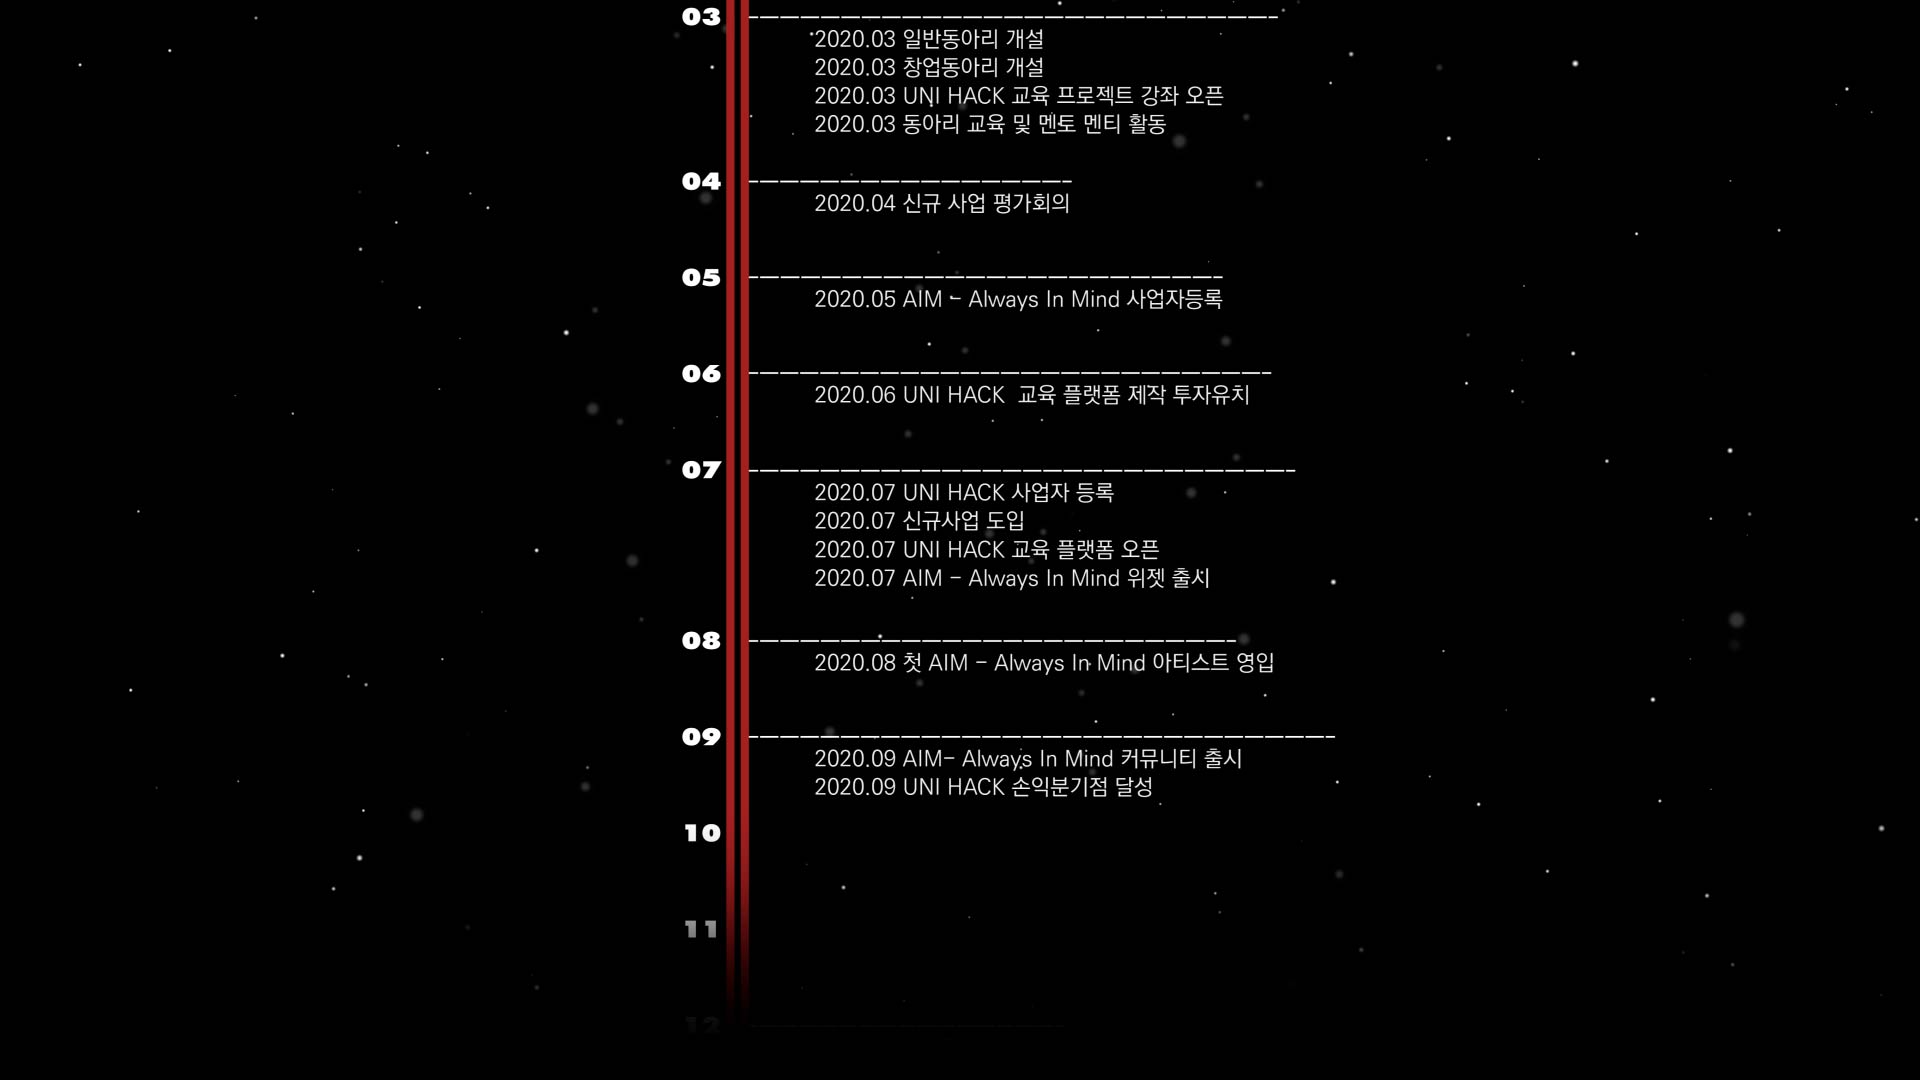 03
2020.03 일반동아리 개설
2020.03 창업동아리 개설
2020.03 UNI HACK 교육 프로젝트 강좌 오픈
2020.03 동아리 교육 및 멘토 멘티 활동
04
2020.04 신규 사업 평가회의
05
2020.05 AIM - Always In Mind 사업자등록
06
2020.06 UNI HACK  교육 플랫폼 제작 투자유치
07
2020.07 UNI HACK 사업자 등록
2020.07 신규사업 도입
2020.07 UNI HACK 교육 플랫폼 오픈
2020.07 AIM - Always In Mind 위젯 출시
08
2020.08 첫 AIM - Always In Mind 아티스트 영입
09
2020.09 AIM- Always In Mind 커뮤니티 출시
2020.09 UNI HACK 손익분기점 달성
10
11
12